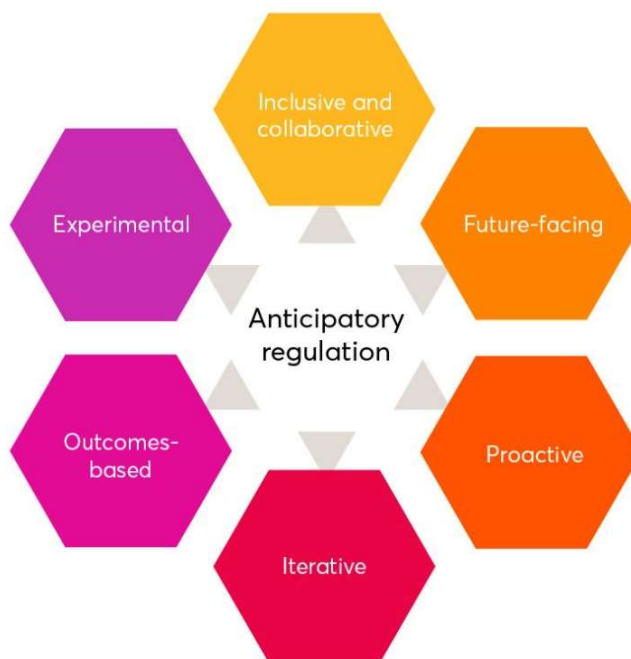 Inclusive and
collaborative
Future-facing
Proactive
Iterative
Outcomes-
based
Experimental
Anticipatory
regulation